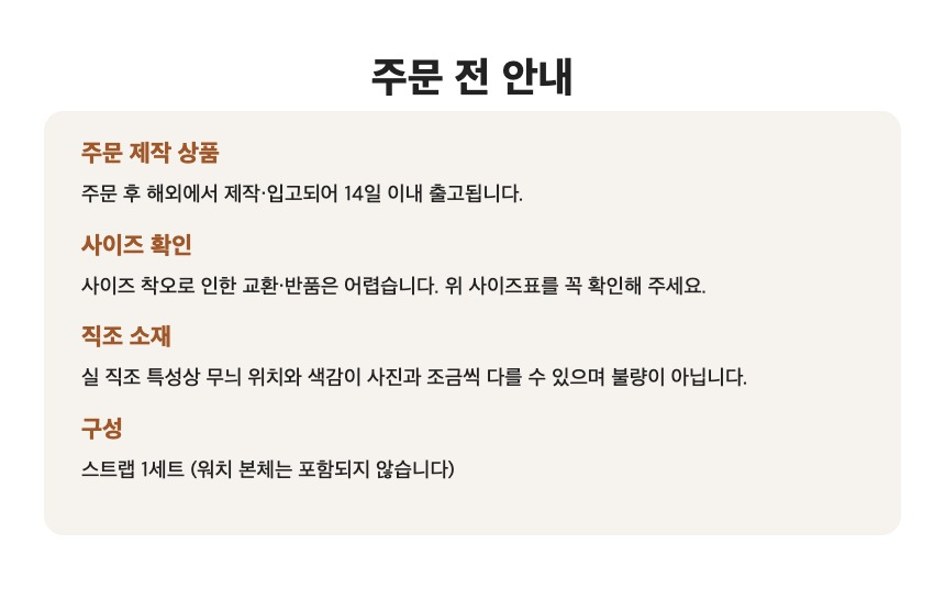 주문 전 안내
주문 제작 상품
주문 후 해외에서 제작·입고되어 14일 이내 출고됩니다.
사이즈 확인
사이즈 착오로 인한 교환·반품은 어렵습니다. 위 사이즈표를 꼭 확인해 주세요.
직조 소재
실 직조 특성상 무늬 위치와 색감이 사진과 조금씩 다를 수 있으며 불량이 아닙니다.
구성
스트랩 1세트 (워치 본체는 포함되지 않습니다)